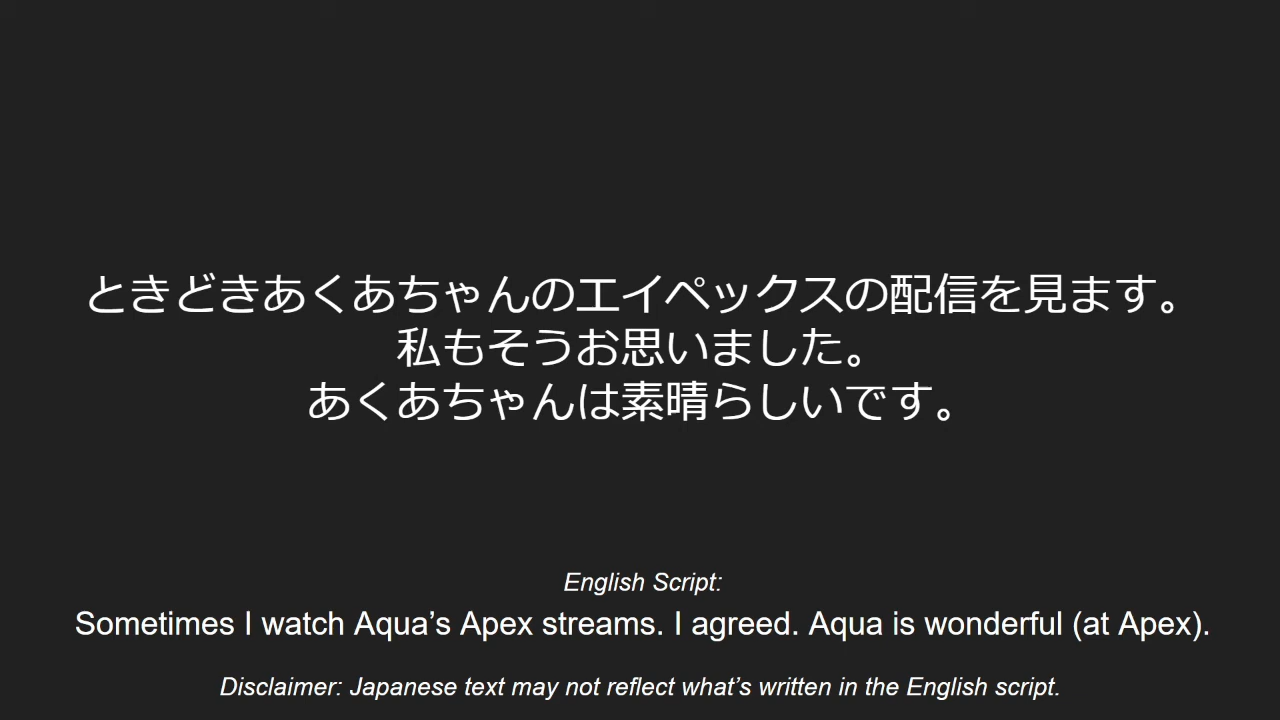 ときどきあくあちゃんのエイペックスの配信を見ます。
私もそうお思いました。
あくあちゃんは素晴らしいです。
English Script:
Sometimes I watch Aqua’s Apex streams. I agreed. Aqua is wonderful (at Apex).
Disclaimer: Japanese text may not reflect what’s written in the English script.